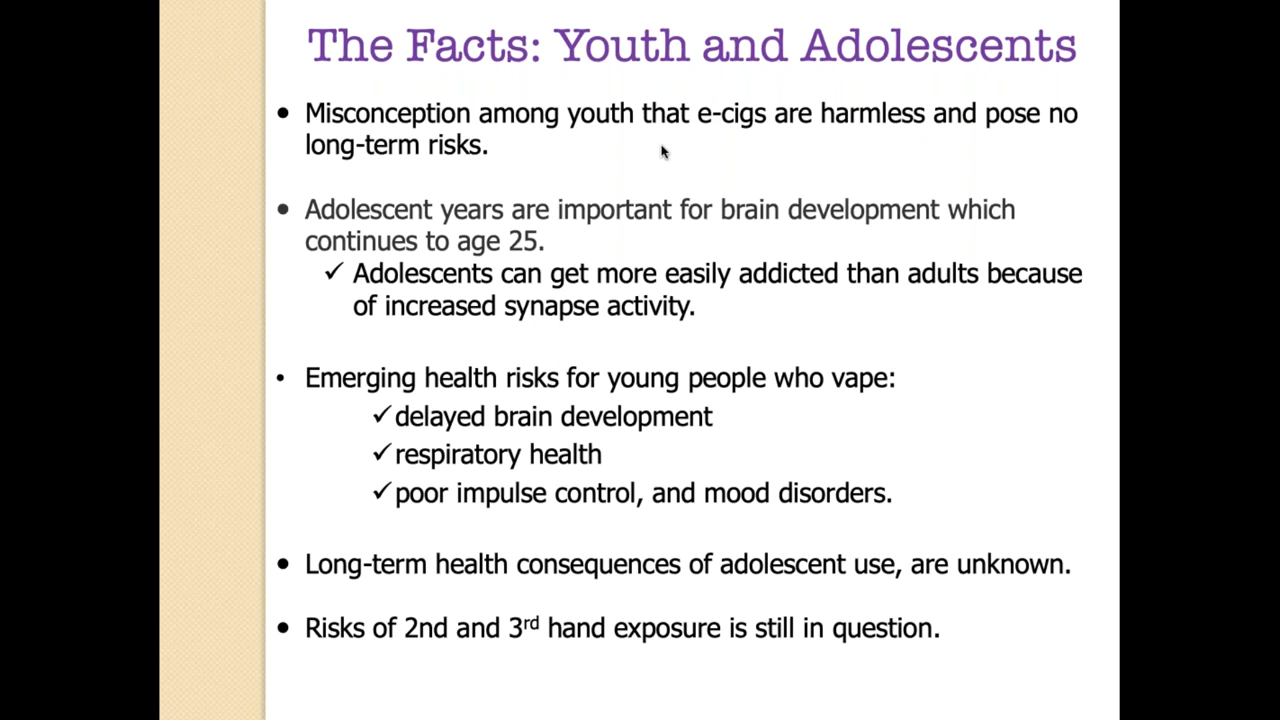 The Facts: Youth and Adolescents
• Misconception among youth that e-cigs are harmless and pose no
long-term risks.
• Adolescent years are important for brain development which
continues to age 25.
✓ Adolescents can get more easily addicted than adults because
of increased synapse activity.
• Emerging health risks for young people who vape:
✓delayed brain development
✓respiratory health
✓poor impulse control, and mood disorders.
• Long-term health consequences of adolescent use, are unknown.
• Risks of 2nd and 3rd hand exposure is still in question.